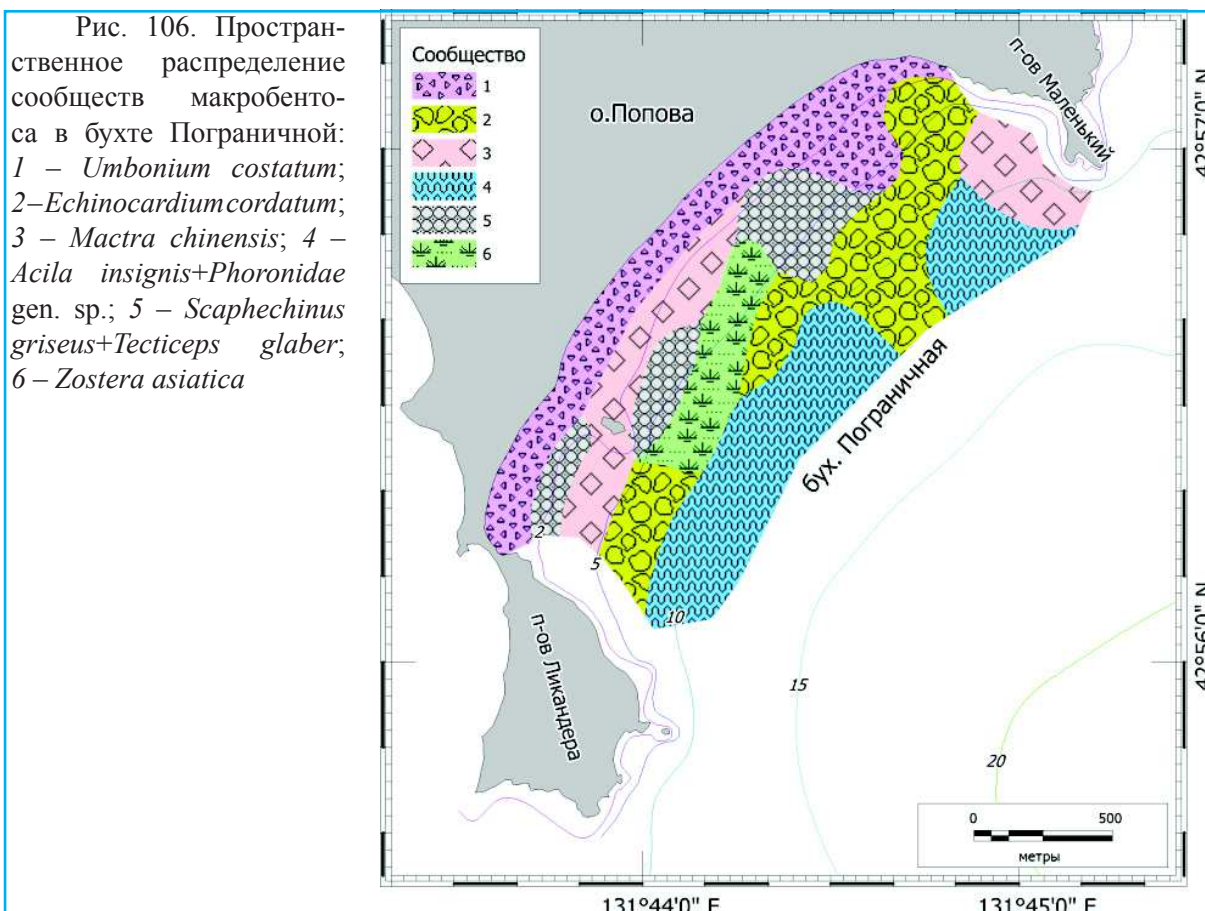 Рис. 106. Простран-
ственное распределение
сообществ макробенто-
са в бухте Пограничной:
1 – Umbonium costatum;
2–Echinocardium cordatum;
3 – Mactra chinensis; 4 –
Acila insignis+Phoronidae
gen. sp.; 5 – Scaphechinus
griseus+Tecticeps glaber;
6 – Zostera asiatica
Сообщество
1
2
3
4
5
6
о.Попова
п-ов Маленький
42°57'0" N
бух. Пограничная
2
5
10
п-ов Ликандера
15
20
42°56'0" N
0 500
метры
131°44'0" E 131°45'0" E